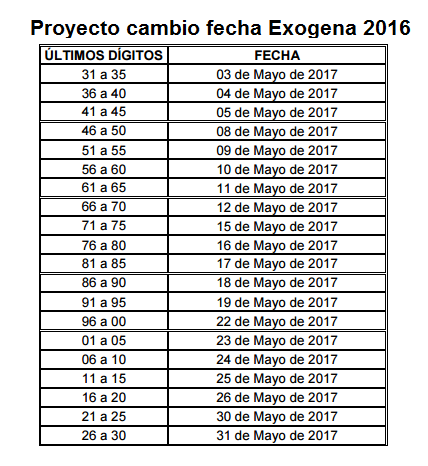 Proyecto cambio fecha Exogena 2016
ÚLTIMOS DÍGITOS FECHA
31 a 35 03 de Mayo de 2017
36 a 40 04 de Mayo de 2017
41 a 45 05 de Mayo de 2017
46 a 50 08 de Mayo de 2017
51 a 55 09 de Mayo de 2017
56 a 60 10 de Mayo de 2017
61 a 65 11 de Mayo de 2017
66 a 70 12 de Mayo de 2017
71 a 75 15 de Mayo de 2017
76 a 80 16 de Mayo de 2017
81 a 85 17 de Mayo de 2017
86 a 90 18 de Mayo de 2017
91 a 95 19 de Mayo de 2017
96 a 00 22 de Mayo de 2017
01 a 05 23 de Mayo de 2017
06 a 10 24 de Mayo de 2017
11 a 15 25 de Mayo de 2017
16 a 20 26 de Mayo de 2017
21 a 25 30 de Mayo de 2017
26 a 30 31 de Mayo de 2017